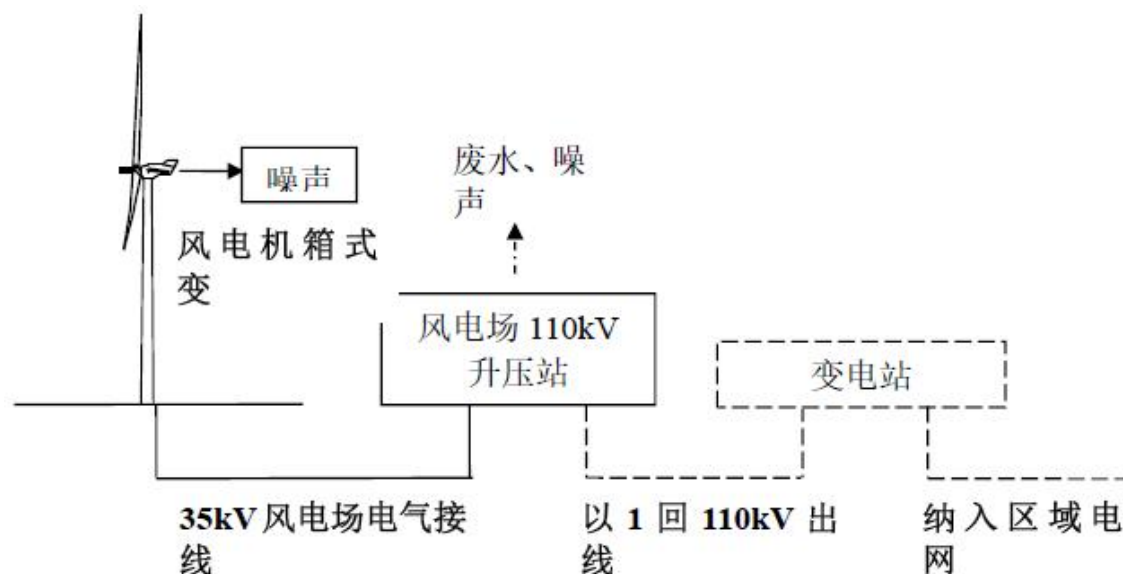 噪声
废水、噪
声
风电机箱式
变
风电场 110kV
升压站
变电站
35kV 风电场电气接
线
以 1 回 110kV 出
线
纳入区域电
网